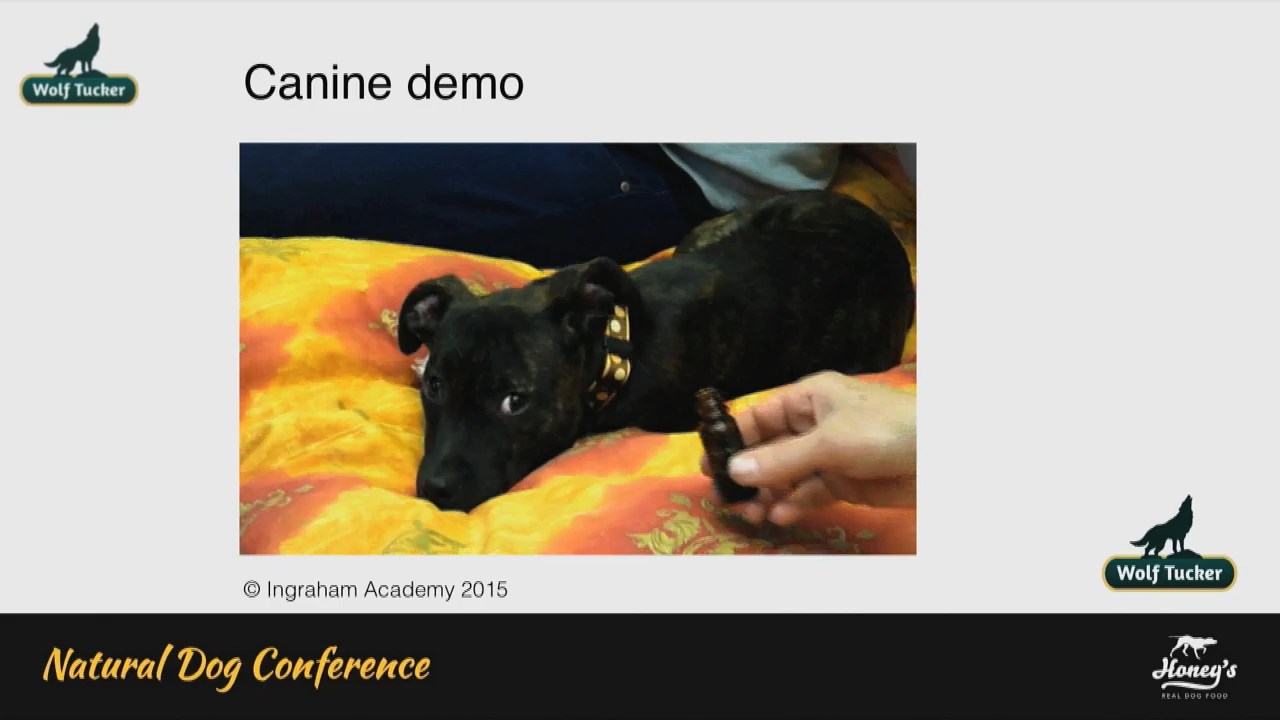 Wolf Tucker
Canine demo
© Ingraham Academy 2015
Wolf Tucker
Natural Dog Conference
Honey's
REAL DOG FOOD